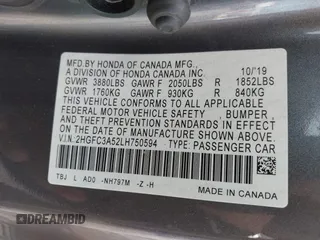 MFD.BY HONDA OF CANADA MFG. 10/19
A DIVISION OF HONDA CANADA INC.
GVWR 3880LBS GAWR F 2050LBS R 1852LBS
GVWR 1760KG GAWR F 930KG R 840KG
THIS VEHICLE CONFORMS TO ALL APPLICABLE
FEDERAL MOTOR VEHICLE SAFETY, BUMPER,
AND THEFT PREVENTION STANDARDS IN EFFECT
ON THE DATE OF MANUFACTURE SHOWN ABOVE.
V.I.N.: 2HGFC3A52LH750594 TYPE: PASSENGER CAR
TBJ L AD0 -NH797M -Z -H
MADE IN CANADA
DREAMBID